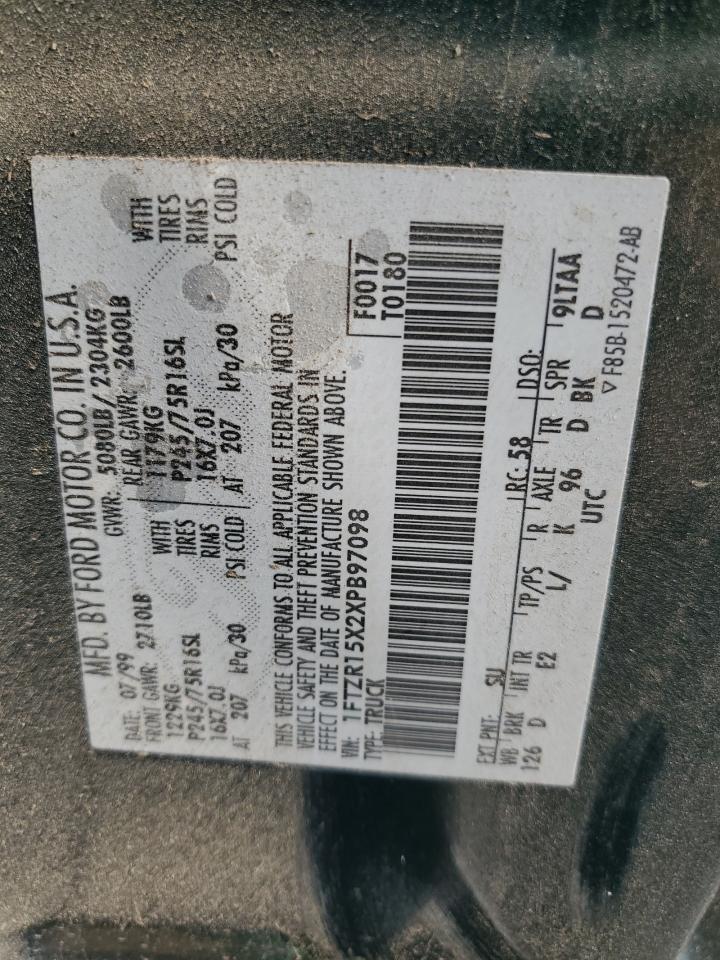 MFD. BY FORD MOTOR CO. IN U.S.A.
DATE: 07/99 GVWR: 5080LB/ 2304KG
FRONT GAWR: 2710LB REAR GAWR: 2600LB
1229KG WITH 1179KG WITH
P245/75R16SL TIRES P245/75R16SL TIRES
16X7.0J RIMS 16X7.0J RIMS
AT 207 kPa/30 PSI COLD AT 207 kPa/30 PSI COLD
THIS VEHICLE CONFORMS TO ALL APPLICABLE FEDERAL MOTOR
VEHICLE SAFETY AND THEFT PREVENTION STANDARDS IN
EFFECT ON THE DATE OF MANUFACTURE SHOWN ABOVE.
VIN: 1FTZR15X2XPB97098 F0017
TYPE: TRUCK T0180
EXT PNT: SU RC: 58 DSO:
WB BRK INT TR TP/PS R AXLE TR SPR 9LTAA
126 D E2 L/ K 96 D BK D
UTC
▽ F85B-1520472-AB